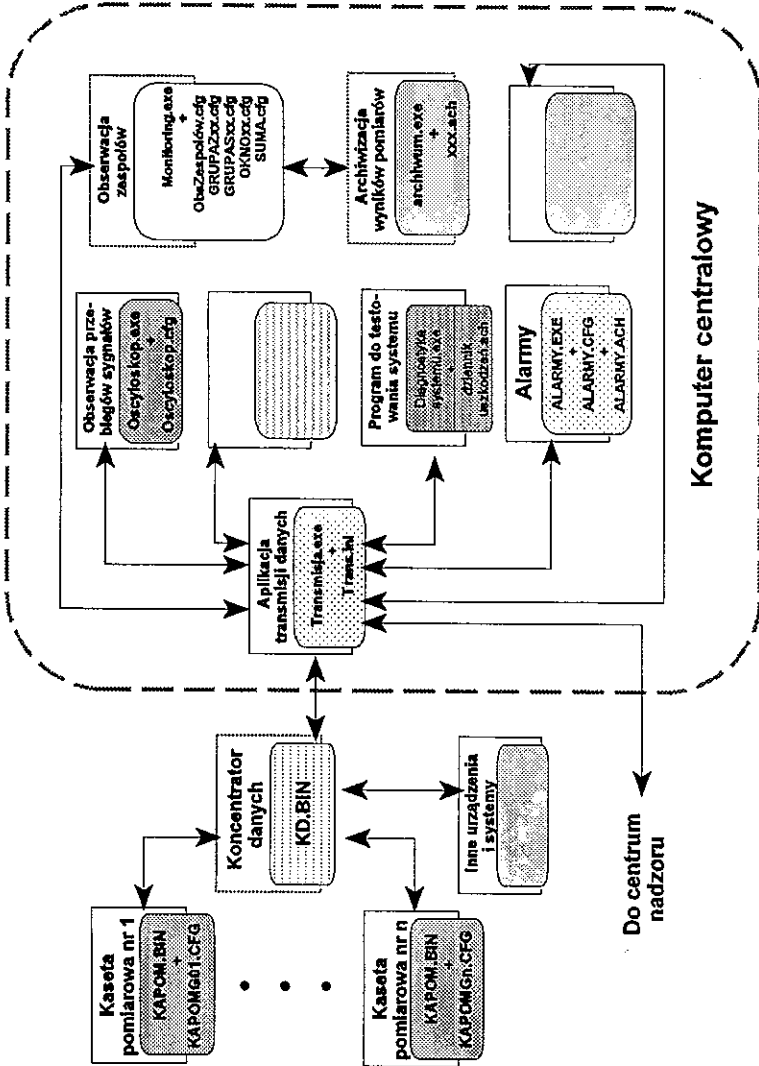 Kaseta
pomiarowa nr 1
KAPOM.BIN
+
KAPOMG01.CFG
Kaseta
pomiarowa nr n
KAPOM.BIN
+
KAPOMGn.CFG
Koncentrator
danych
KD.BIN
Inne urządzenia
i systemy
Do centrum
nadzoru
Aplikacja
transmisji danych
Transmisja.exe
+
Trans.ini
Obserwacja prze-
biegów sygnałów
Oscyloskop.exe
+
Oscyloskop.cfg
Program do testo-
wania systemu
Diagnostyka
systemu.exe
+
dziennik
uszkodzeń.ach
Alarmy
ALARMY.EXE
+
ALARMY.CFG
+
ALARMY.ACH
Obserwacja
zespołów
Monitoring.exe
+
ObsZespołów.cfg
GRUPAZxx.cfg
GRUPASxx.cfg
OKNOxx.cfg
SUMA.cfg
Archiwizacja
wyników pomiarów
archiwum.exe
+
xxx.ach
Komputer centralowy